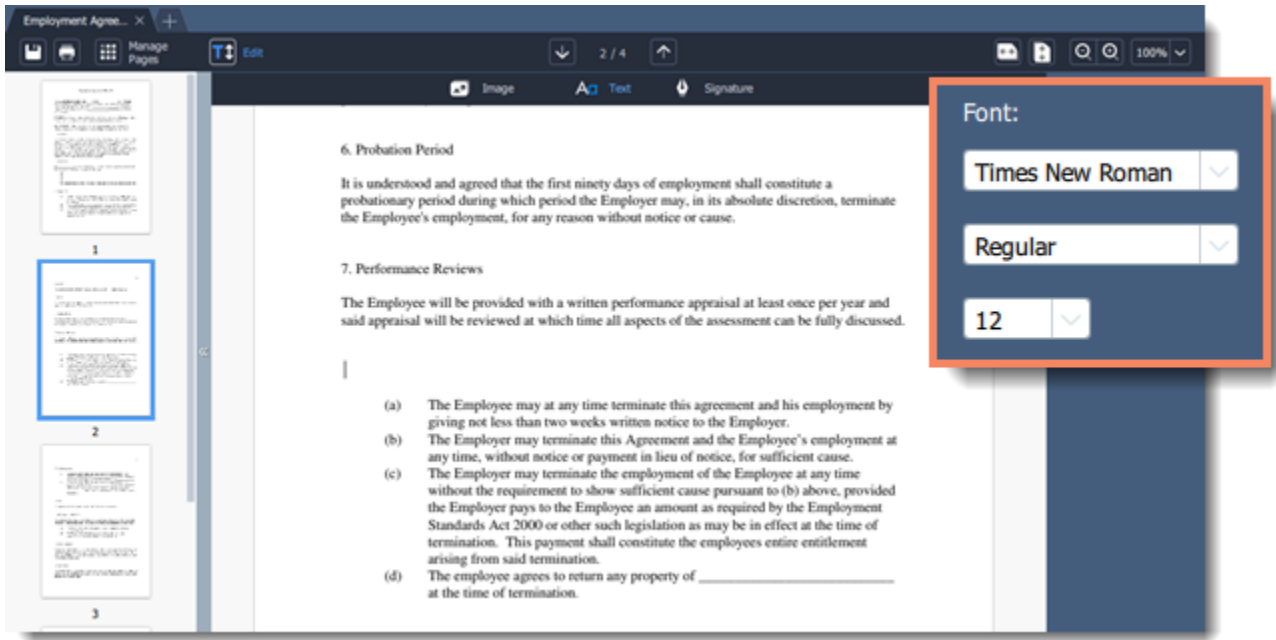 Employment Agree...
Manage
Pages
Edit
2 / 4
100%
Image
Text
Signature
Font:
Times New Roman
Regular
12
1
2
3
6. Probation Period
It is understood and agreed that the first ninety days of employment shall constitute a
probationary period during which period the Employer may, in its absolute discretion, terminate
the Employee's employment, for any reason without notice or cause.
7. Performance Reviews
The Employee will be provided with a written performance appraisal at least once per year and
said appraisal will be reviewed at which time all aspects of the assessment can be fully discussed.
(a) The Employee may at any time terminate this agreement and his employment by
giving not less than two weeks written notice to the Employer.
(b) The Employer may terminate this Agreement and the Employee's employment at
any time, without notice or payment in lieu of notice, for sufficient cause.
(c) The Employer may terminate the employment of the Employee at any time
without the requirement to show sufficient cause pursuant to (b) above, provided
the Employer pays to the Employee an amount as required by the Employment
Standards Act 2000 or other such legislation as may be in effect at the time of
termination. This payment shall constitute the employees entire entitlement
arising from said termination.
(d) The employee agrees to return any property of ____________________________
at the time of termination.